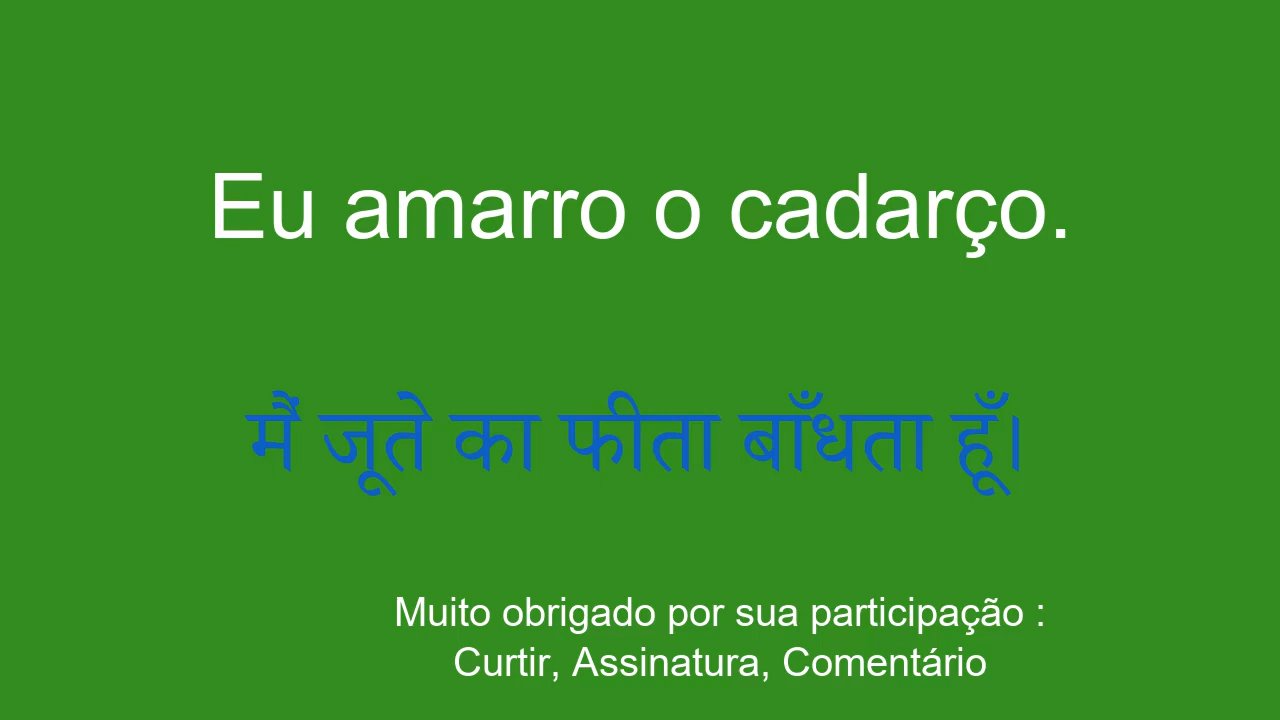 Eu amarro o cadarço.
मैं जूते का फीता बाँधता हूँ।
Muito obrigado por sua participação :
Curtir, Assinatura, Comentário